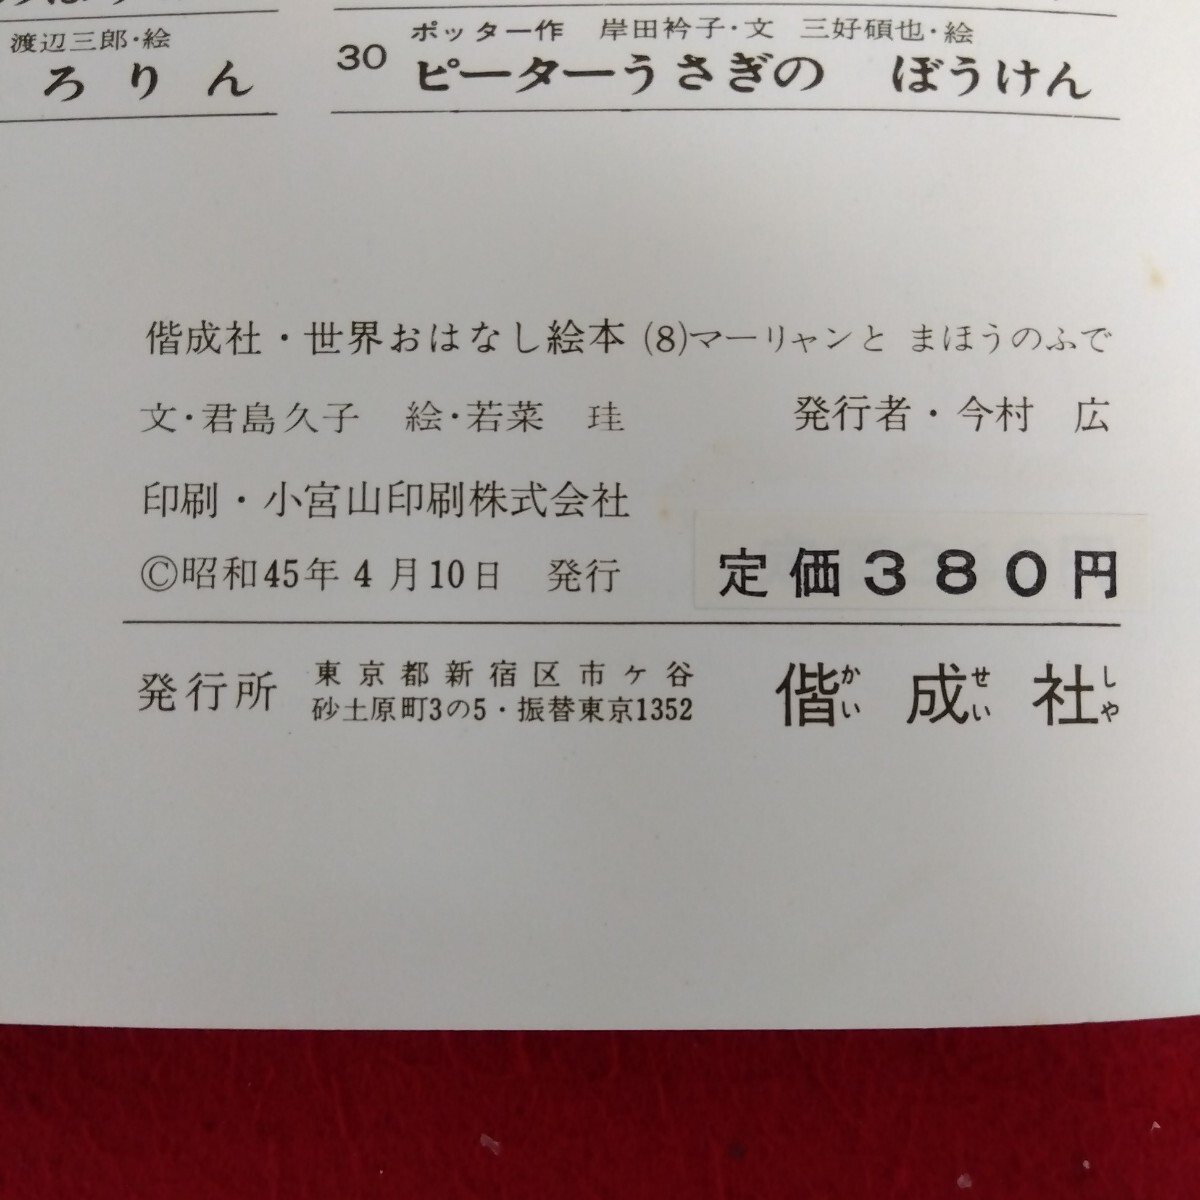 渡辺三郎・絵
ろりん
ポッター作 岸田衿子・文 三好碩也・絵
30 ピーターうさぎの ぼうけん
偕成社・世界おはなし絵本 (8)マーリャンと まほうのふで
文・君島久子 絵・若菜 珪 発行者・今村 広
印刷・小宮山印刷株式会社
©昭和45年4月10日 発行 定価380円
発行所 東京都新宿区市ヶ谷
砂土原町3の5・振替東京1352
偕成社
かい せい しや